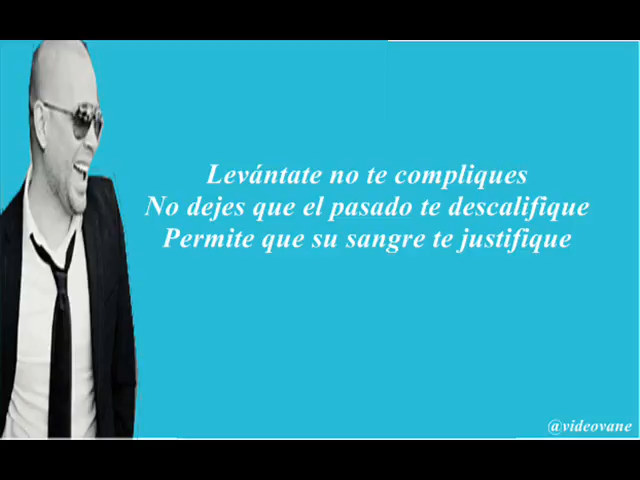 Levántate no te compliques
No dejes que el pasado te descalifique
Permite que su sangre te justifique
@videovane